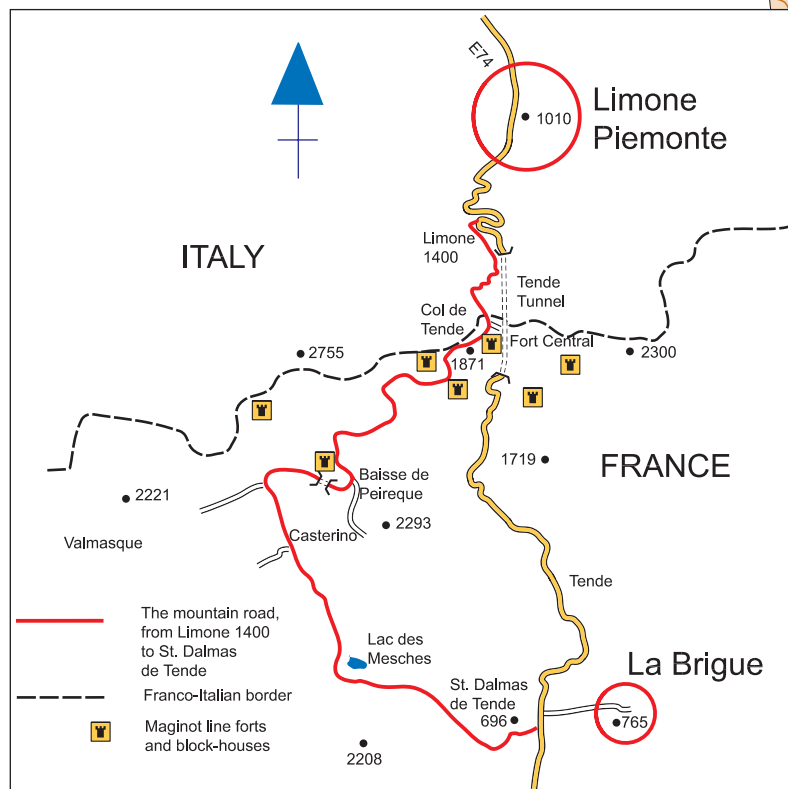 E74
1010
Limone
Piemonte
Limone
1400
ITALY
Tende
Tunnel
Col de
Tende
Fort Central
2755
1871
2300
1719
FRANCE
Baisse de
Peireque
2221
2293
Valmasque
Casterino
Tende
The mountain road,
from Limone 1400
to St. Dalmas
de Tende
Lac des
Mesches
La Brigue
St. Dalmas
de Tende
696
765
Franco-Italian border
Maginot line forts
and block-houses
2208